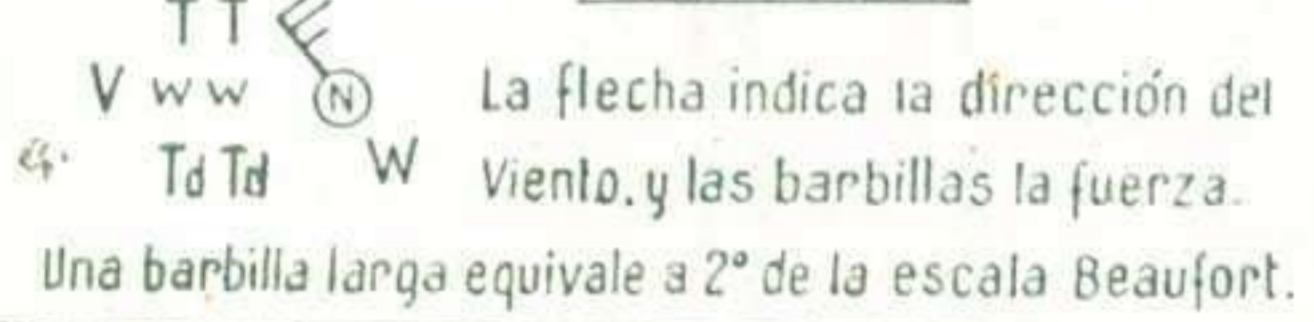 TT
V ww N La flecha indica la dirección del
Td Td W Viento. y las barbillas la fuerza.
Una barbilla larga equivale a 2° de la escala Beaufort.